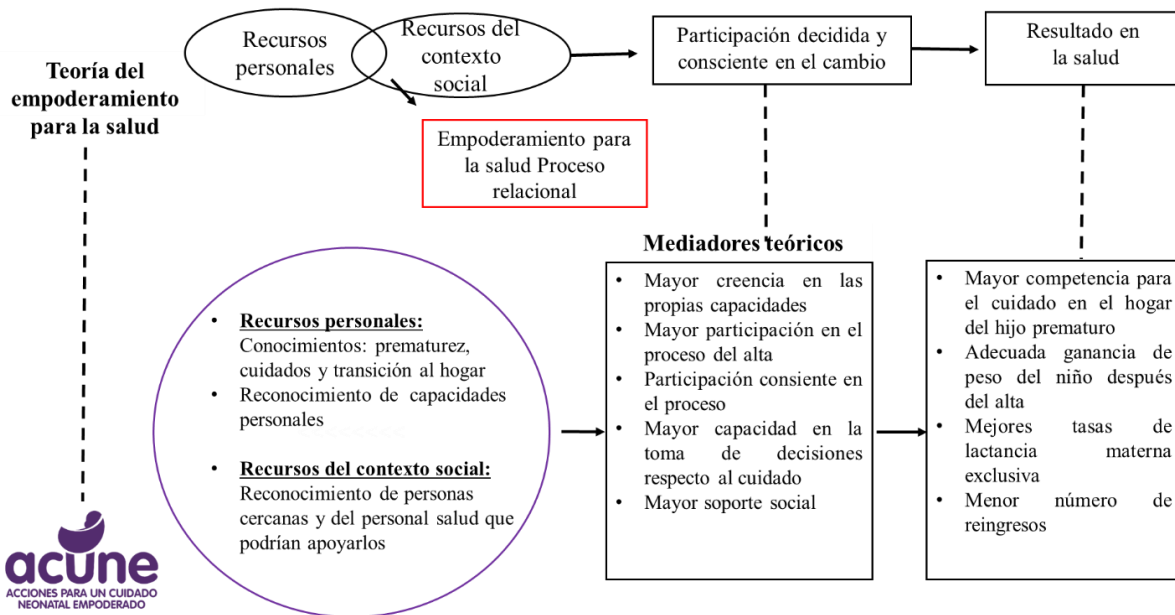 Recursos
personales
Recursos del
contexto
social
Participación decidida y
consciente en el cambio
Resultado en
la salud
Teoría del
empoderamiento
para la salud
Empoderamiento para
la salud Proceso
relacional
• Recursos personales:
Conocimientos: prematurez,
cuidados y transición al hogar
• Reconocimiento de capacidades
personales
• Recursos del contexto social:
Reconocimiento de personas
cercanas y del personal salud que
podrían apoyarlos
Mediadores teóricos
• Mayor creencia en las
propias capacidades
• Mayor participación en el
proceso del alta
• Participación consiente en
el proceso
• Mayor capacidad en la
toma de decisiones
respecto al cuidado
• Mayor soporte social
• Mayor competencia para
el cuidado en el hogar
del hijo prematuro
• Adecuada ganancia de
peso del niño después
del alta
• Mejores tasas de
lactancia materna
exclusiva
• Menor número de
reingresos
acune
ACCIONES PARA UN CUIDADO
NEONATAL EMPODERADO